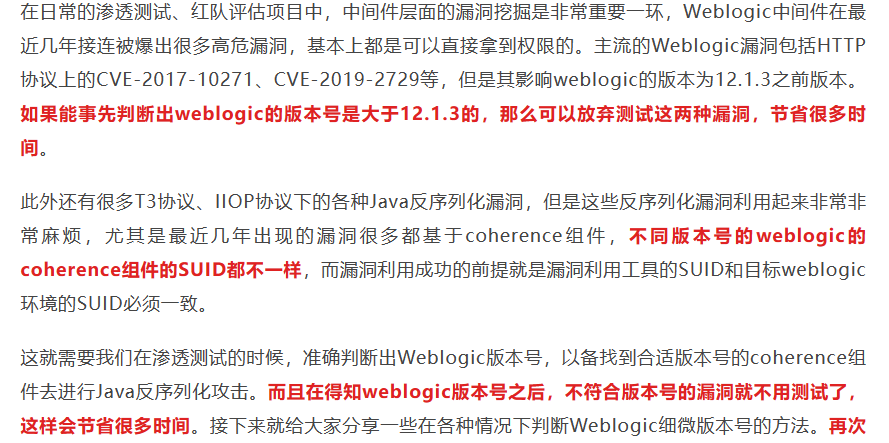 在日常的渗透测试、红队评估项目中，中间件层面的漏洞挖掘是非常重要一环，Weblogic中间件在最
近几年接连被爆出很多高危漏洞，基本上都是可以直接拿到权限的。主流的Weblogic漏洞包括HTTP
协议上的CVE-2017-10271、CVE-2019-2729等，但是其影响weblogic的版本为12.1.3之前版本。
如果能事先判断出weblogic的版本号是大于12.1.3的，那么可以放弃测试这两种漏洞，节省很多时
间。
此外还有很多T3协议、IIOP协议下的各种Java反序列化漏洞，但是这些反序列化漏洞利用起来非常非
常麻烦，尤其是最近几年出现的漏洞很多都基于coherence组件，不同版本号的weblogic的
coherence组件的SUID都不一样，而漏洞利用成功的前提就是漏洞利用工具的SUID和目标weblogic
环境的SUID必须一致。
这就需要我们在渗透测试的时候，准确判断出Weblogic版本号，以备找到合适版本号的coherence组
件去进行Java反序列化攻击。而且在得知weblogic版本号之后，不符合版本号的漏洞就不用测试了，
这样会节省很多时间。接下来就给大家分享一些在各种情况下判断Weblogic细微版本号的方法。再次